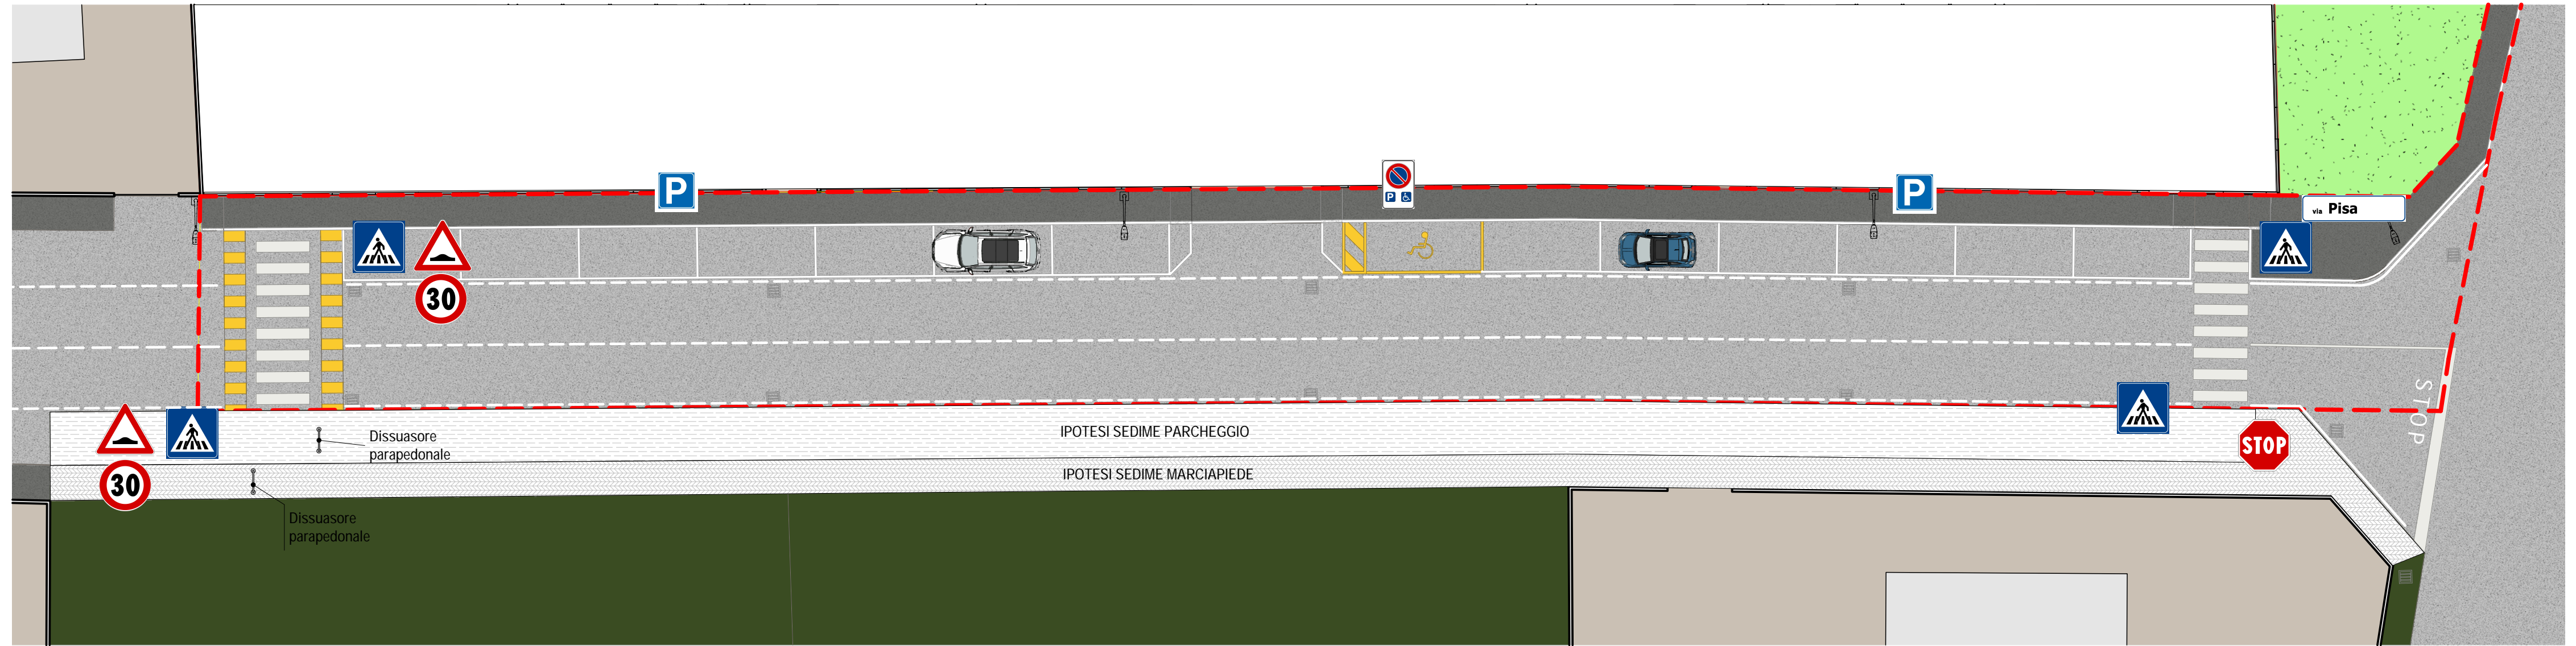 P
P
P
via Pisa
30
STOP
IPOTESI SEDIME PARCHEGGIO
STOP
Dissuasore
parapedonale
IPOTESI SEDIME MARCIAPIEDE
30
Dissuasore
parapedonale